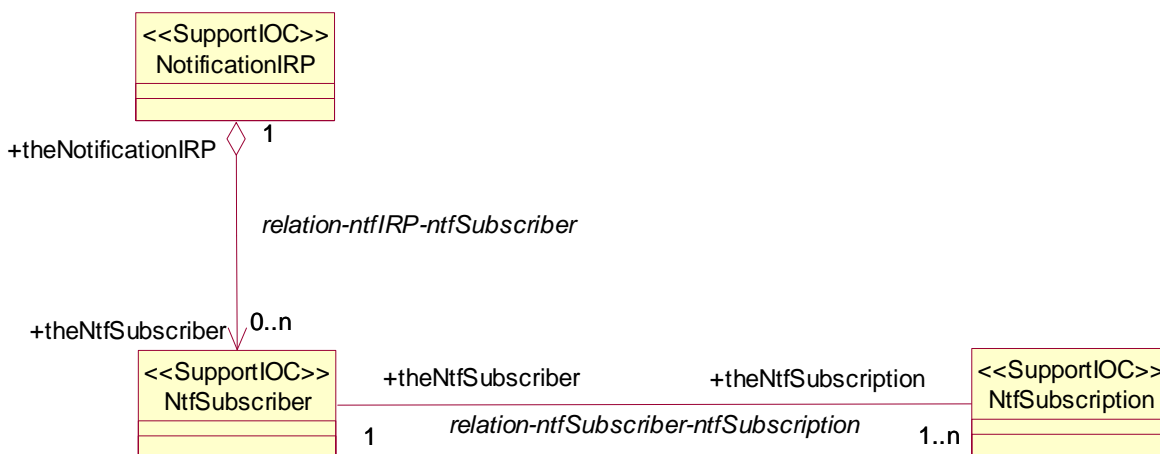 <<SupportIOC>>
NotificationIRP
1
+theNotificationIRP
relation-ntfIRP-ntfSubscriber
0..n
+theNtfSubscriber
<<SupportIOC>>
NtfSubscriber
+theNtfSubscriber
+theNtfSubscription
relation-ntfSubscriber-ntfSubscription
1
1..n
<<SupportIOC>>
NtfSubscription